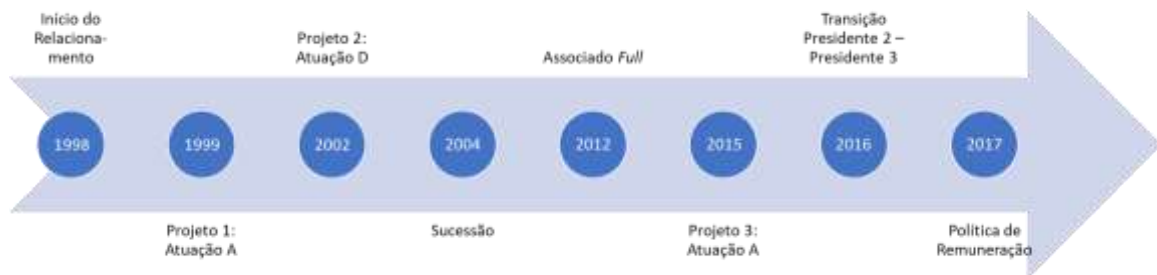 Início do
Relaciona-
mento
Projeto 2:
Atuação D
Associado Full
Transição
Presidente 2 –
Presidente 3
1998
1999
2002
2004
2012
2015
2016
2017
Projeto 1:
Atuação A
Sucessão
Projeto 3:
Atuação A
Política de
Remuneração